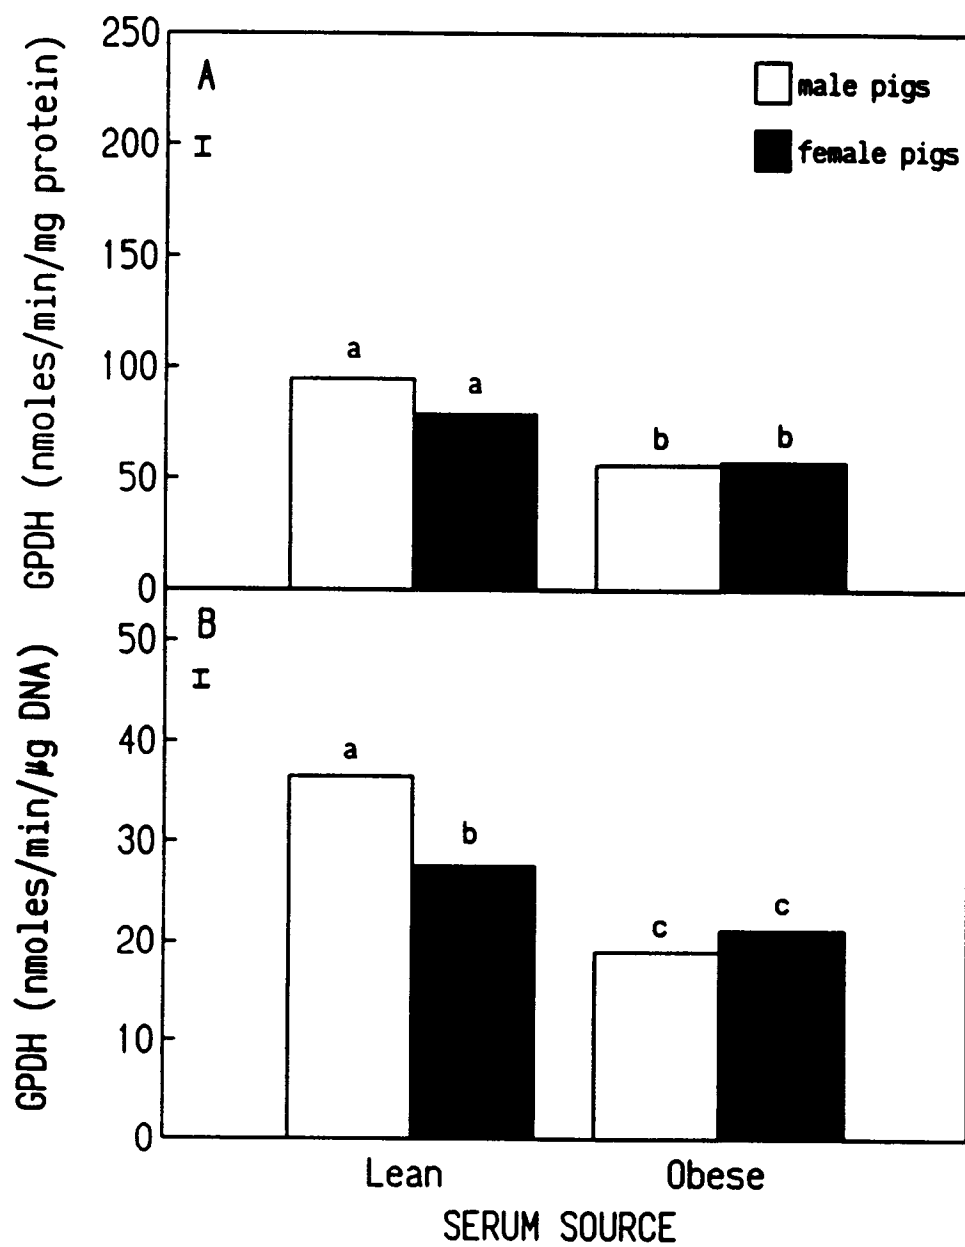 250
A
male pigs
200
female pigs
150
100
a
a
50
b
b
0
GPDH (nmoles/min/mg protein)
B
50
40
a
30
b
20
c
c
10
0
GPDH (nmoles/min/µg DNA)
Lean
Obese
SERUM SOURCE